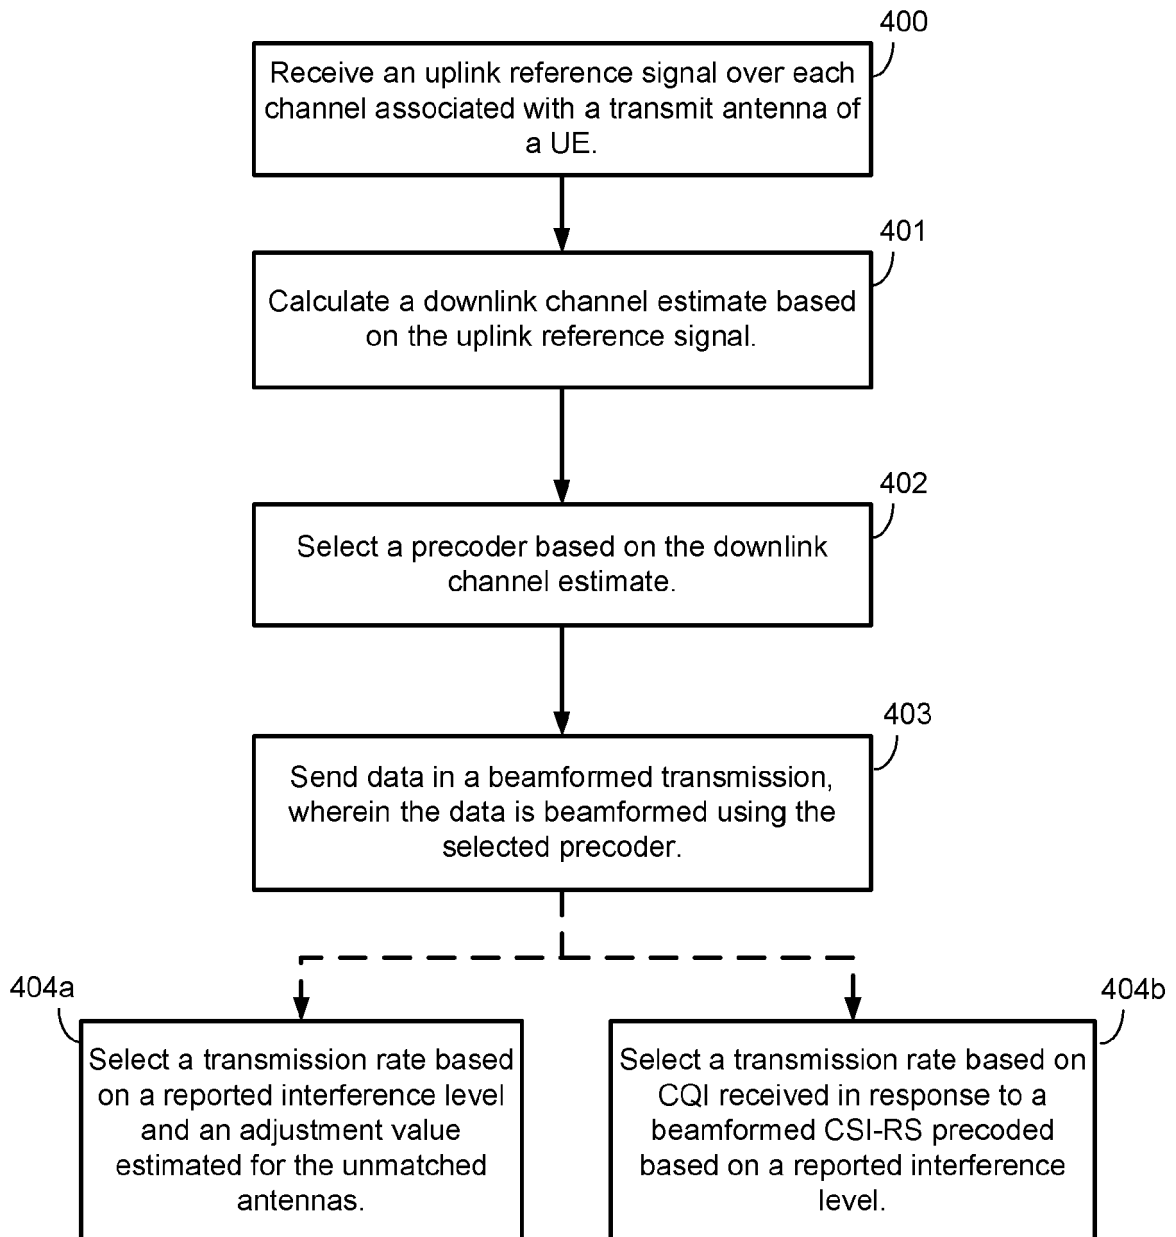 400
Receive an uplink reference signal over each
channel associated with a transmit antenna of
a UE.
401
Calculate a downlink channel estimate based
on the uplink reference signal.
402
Select a precoder based on the downlink
channel estimate.
403
Send data in a beamformed transmission,
wherein the data is beamformed using the
selected precoder.
404a
Select a transmission rate based
on a reported interference level
and an adjustment value
estimated for the unmatched
antennas.
404b
Select a transmission rate based on
CQI received in response to a
beamformed CSI-RS precoded
based on a reported interference
level.